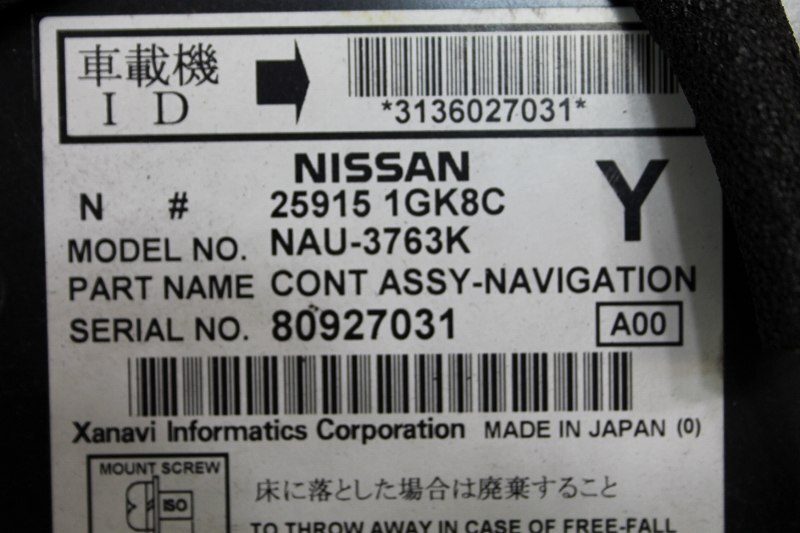 車載機
ID
*3136027031*
NISSAN
Y
N # 25915 1GK8C
MODEL NO. NAU-3763K
PART NAME CONT ASSY-NAVIGATION
SERIAL NO. 80927031
A00
Xanavi Informatics Corporation MADE IN JAPAN (0)
MOUNT SCREW
ISO
床に落とした場合は廃棄すること
TO THROW AWAY IN CASE OF FREE-FALL